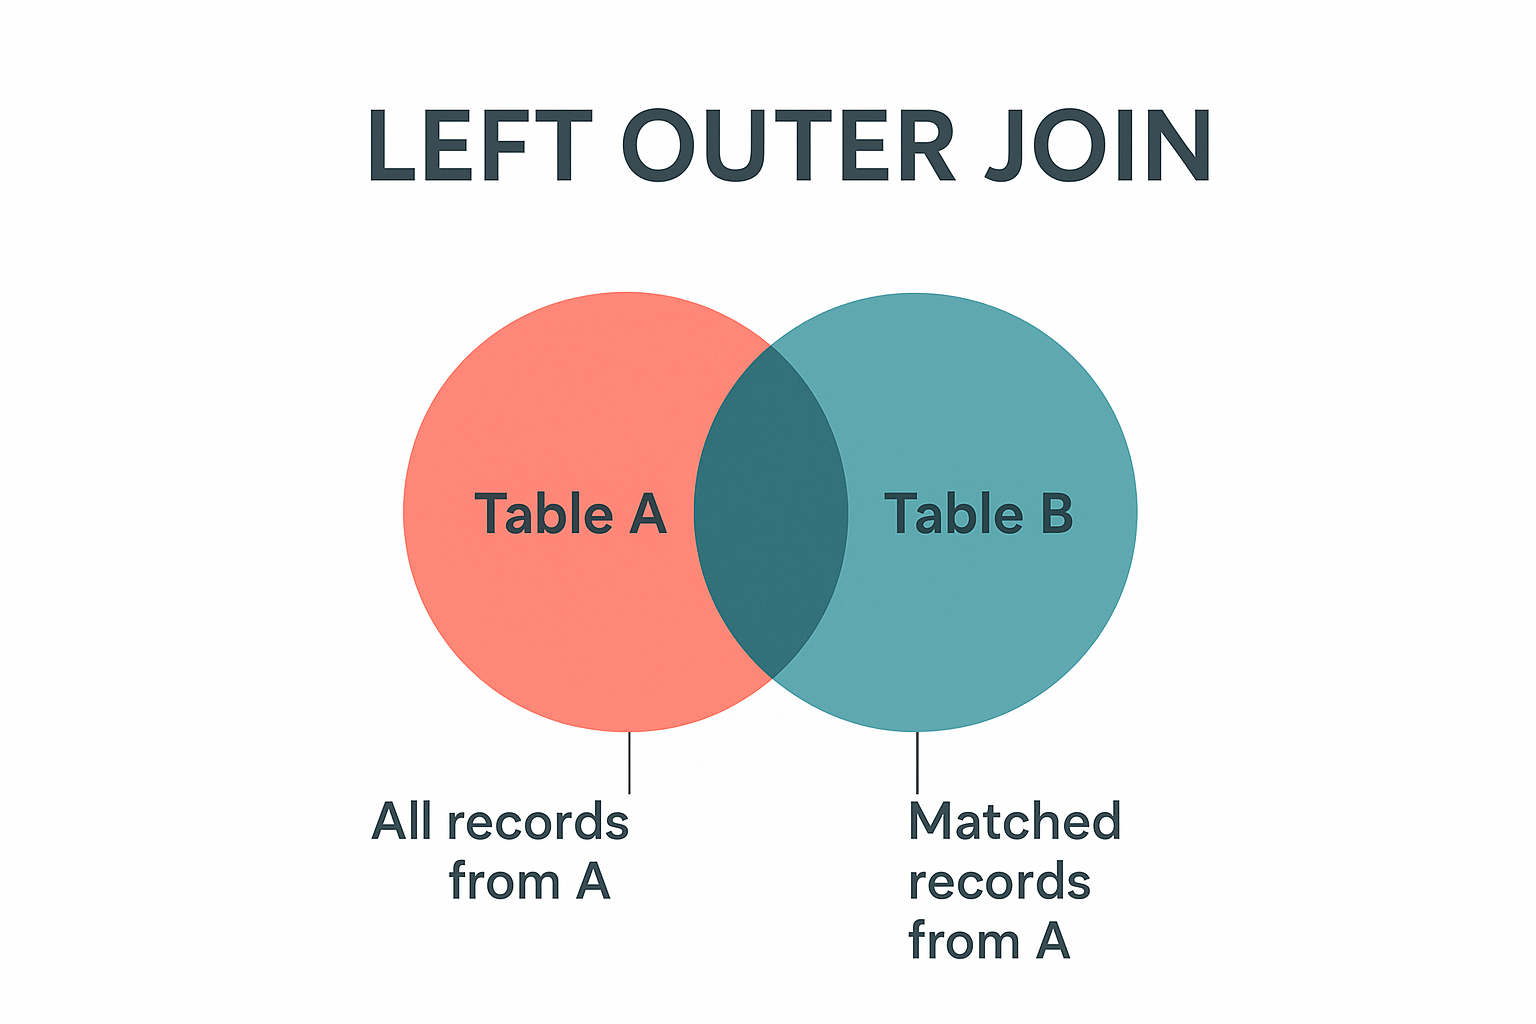 LEFT OUTER JOIN
Table A
Table B
All records
from A
Matched
records
from A